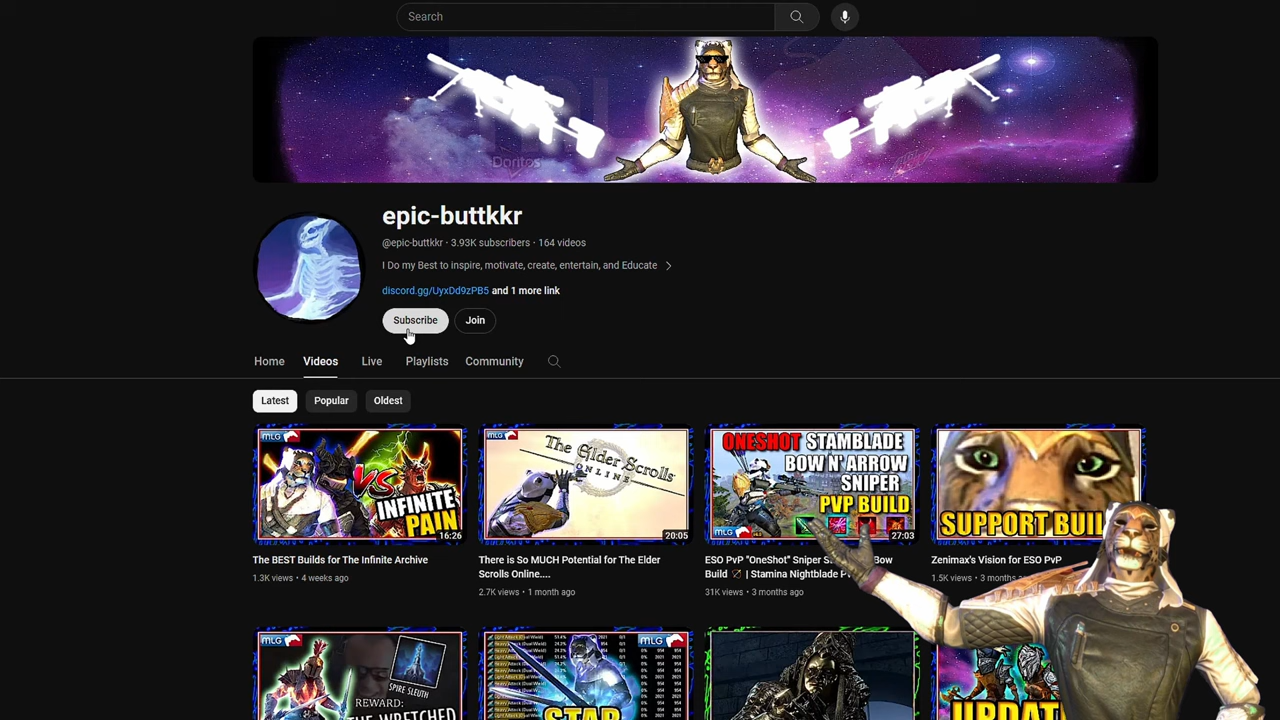 Search
Doritos
epic-buttkkr
@epic-buttkkr · 3.93K subscribers · 164 videos
I Do my Best to inspire, motivate, create, entertain, and Educate
discord.gg/UyxDd9zPB5 and 1 more link
Subscribe Join
Home Videos Live Playlists Community
Latest Popular Oldest
MLG
VS
INFINITE
PAIN
16:26
MLG
The Elder Scrolls
ONLINE
20:05
ONESHOT STAMBLADE
BOW N' ARROW
SNIPER
PVP BUILD
MLG
27:03
SUPPORT BUIL
The BEST Builds for The Infinite Archive
1.3K views • 4 weeks ago
There is So MUCH Potential for The Elder
Scrolls Online....
2.7K views • 1 month ago
ESO PvP "OneShot" Sniper
Bow
Build | Stamina Nightblade
31K views • 3 months ago
Zenimax's Vision for ESO PvP
1.5K views • 3 months
MLG
SPIRE SLEUTH
REWARD:
THE WRETCHED
MLG
STAR
UPDAT